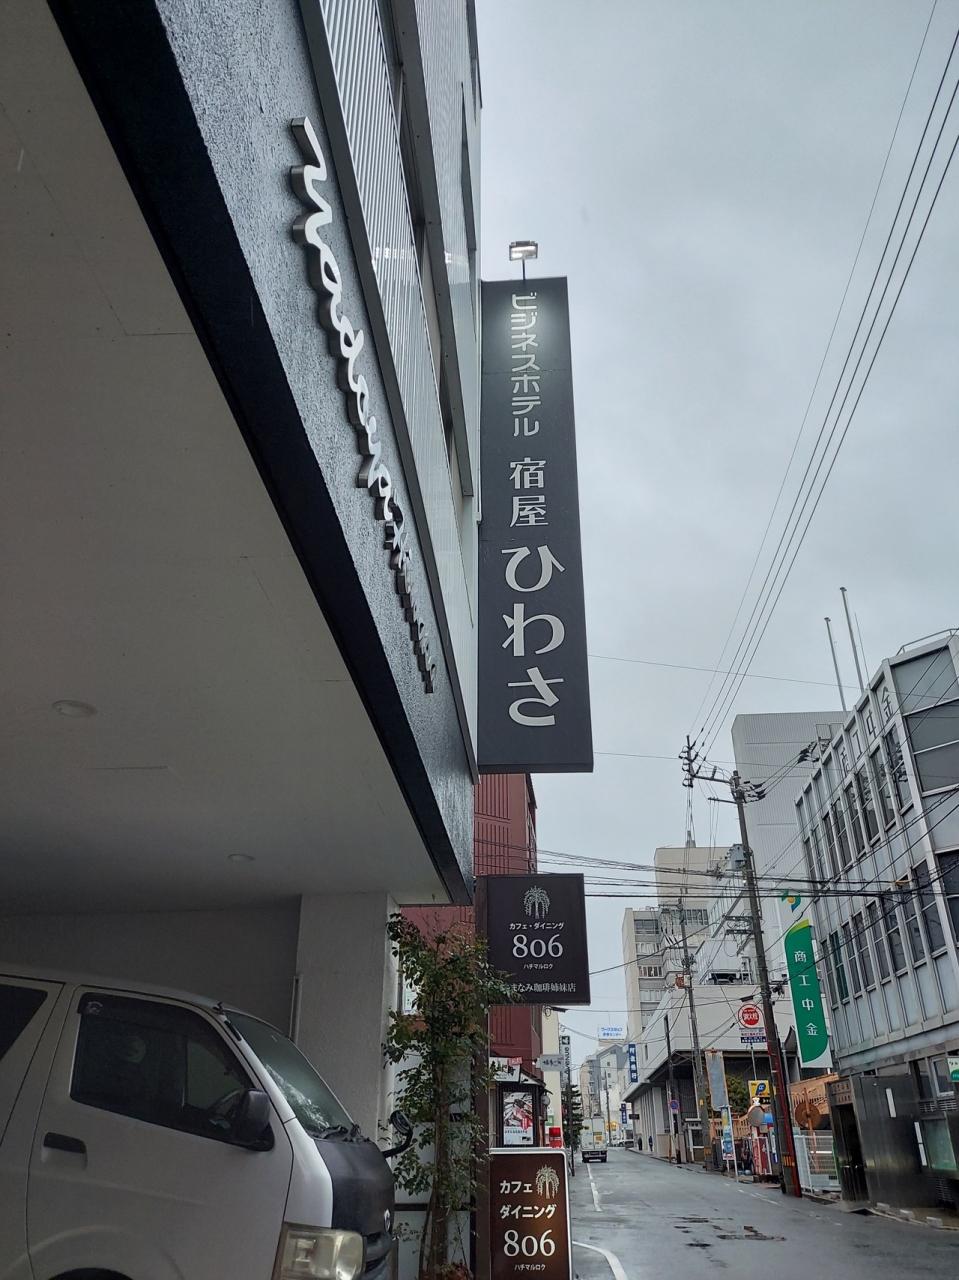 ビジネスホテル 宿屋 ひわさ
カフェ・ダイニング
806
ハチマルロク
まなみ珈琲姉妹店
カフェ
ダイニング
806
ハチマルロク
商工中金